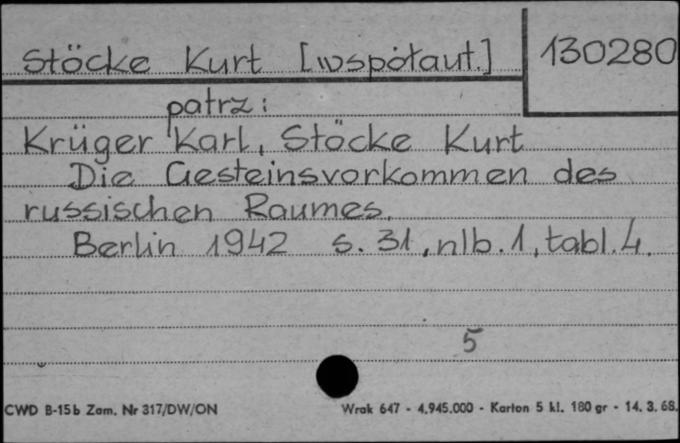 Stöcke Kurt [współaut.] 130280
patrz:
Krüger Karl, Stöcke Kurt
Die Gesteinsvorkommen des
russischen Raumes.
Berlin 1942 s. 31, nlb. 1, tabl. 4.
5
CWD B-15b Zam. Nr 317/DW/ON Wrak 647 - 4.945.000 - Karton 5 kl. 180 gr - 14. 3. 68.